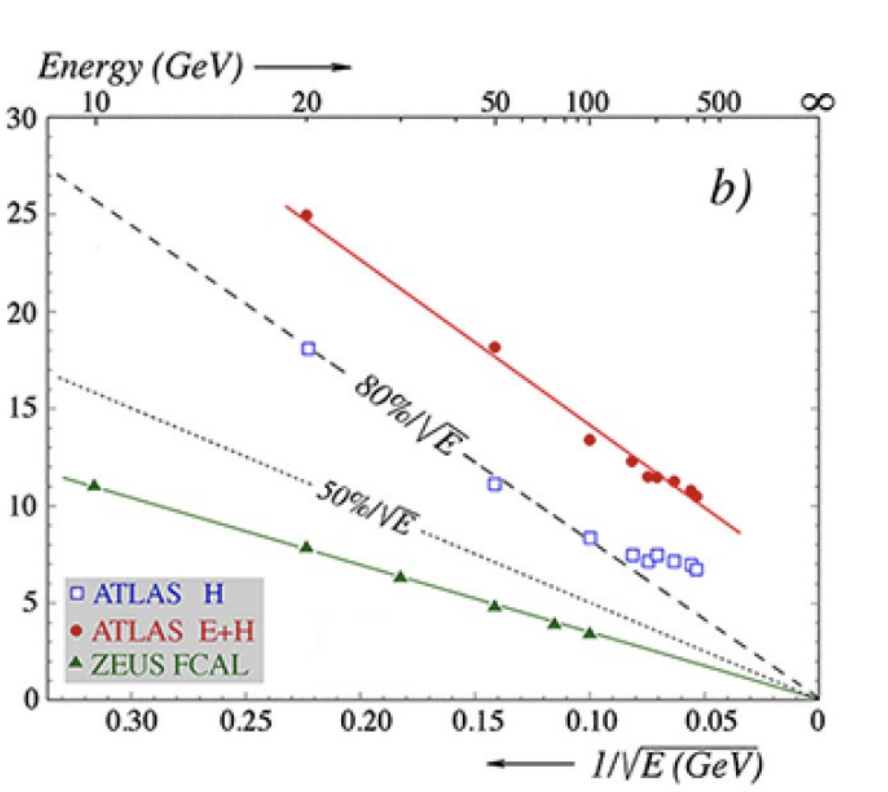 Energy (GeV) ⟶
10 20 50 100 500 ∞
30
b)
25
20
80%/√E
15
50%/√E
10
5
ATLAS H
ATLAS E+H
ZEUS FCAL
0
0.30 0.25 0.20 0.15 0.10 0.05 0
⟵ 1/√E (GeV)